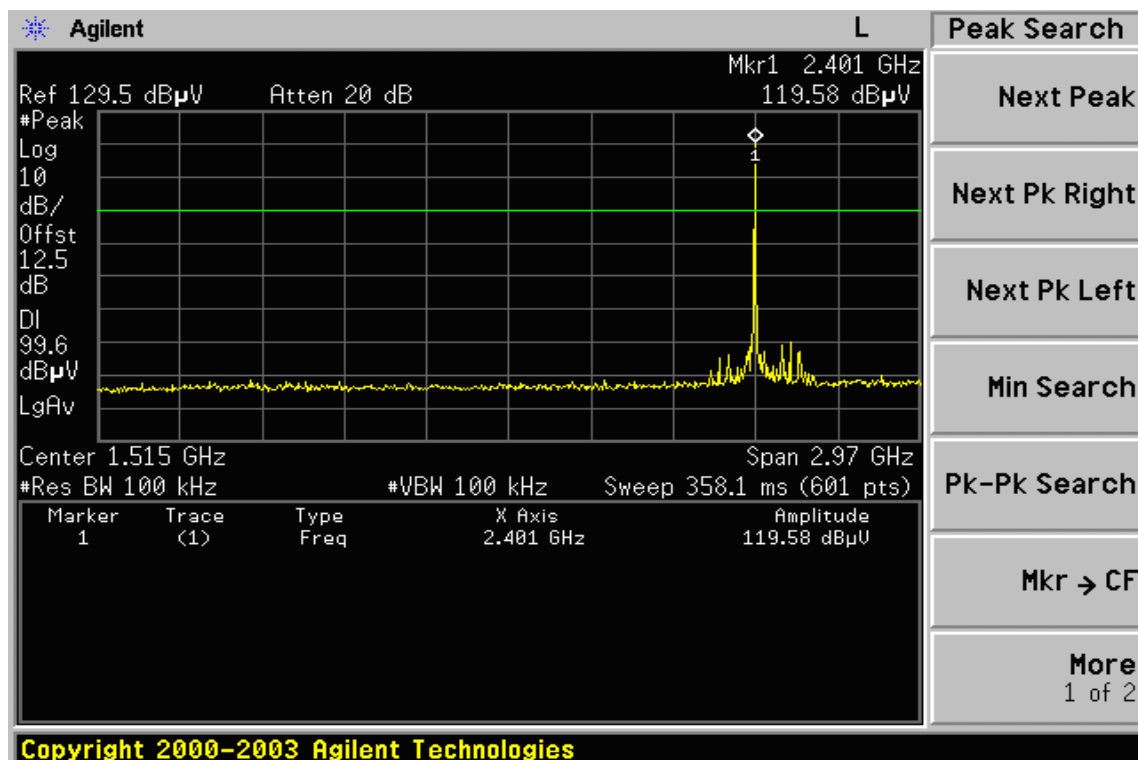 Agilent L
Peak Search
Mkr1 2.401 GHz
Ref 129.5 dBµV Atten 20 dB 119.58 dBµV
#Peak
Log
10
dB/
Offst
12.5
dB
DI
99.6
dBµV
LgAv
1
Center 1.515 GHz Span 2.97 GHz
#Res BW 100 kHz #VBW 100 kHz Sweep 358.1 ms (601 pts)
Marker Trace Type X Axis Amplitude
1 (1) Freq 2.401 GHz 119.58 dBµV
Next Peak
Next Pk Right
Next Pk Left
Min Search
Pk-Pk Search
Mkr → CF
More
1 of 2
Copyright 2000-2003 Agilent Technologies